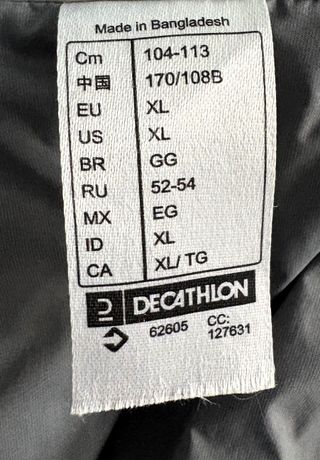 Made in Bangladesh
Cm 104-113
中国 170/108B
EU XL
US XL
BR GG
RU 52-54
MX EG
ID XL
CA XL/ TG
DECATHLON
62605 CC:
127631